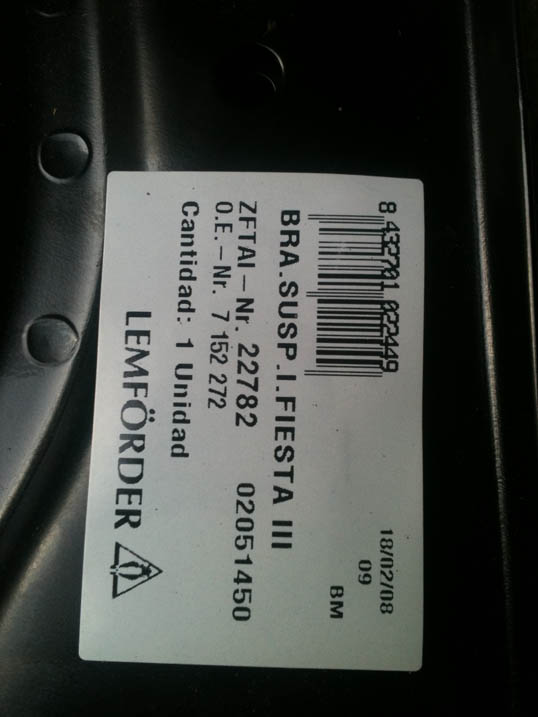 8 432701 022449
18/02/08
09
BM
BRA.SUSP.I.FIESTA III
ZFTAI-Nr. 22782 02051450
O.E.-Nr. 7 152 272
Cantidad: 1 Unidad
LEMFÖRDER